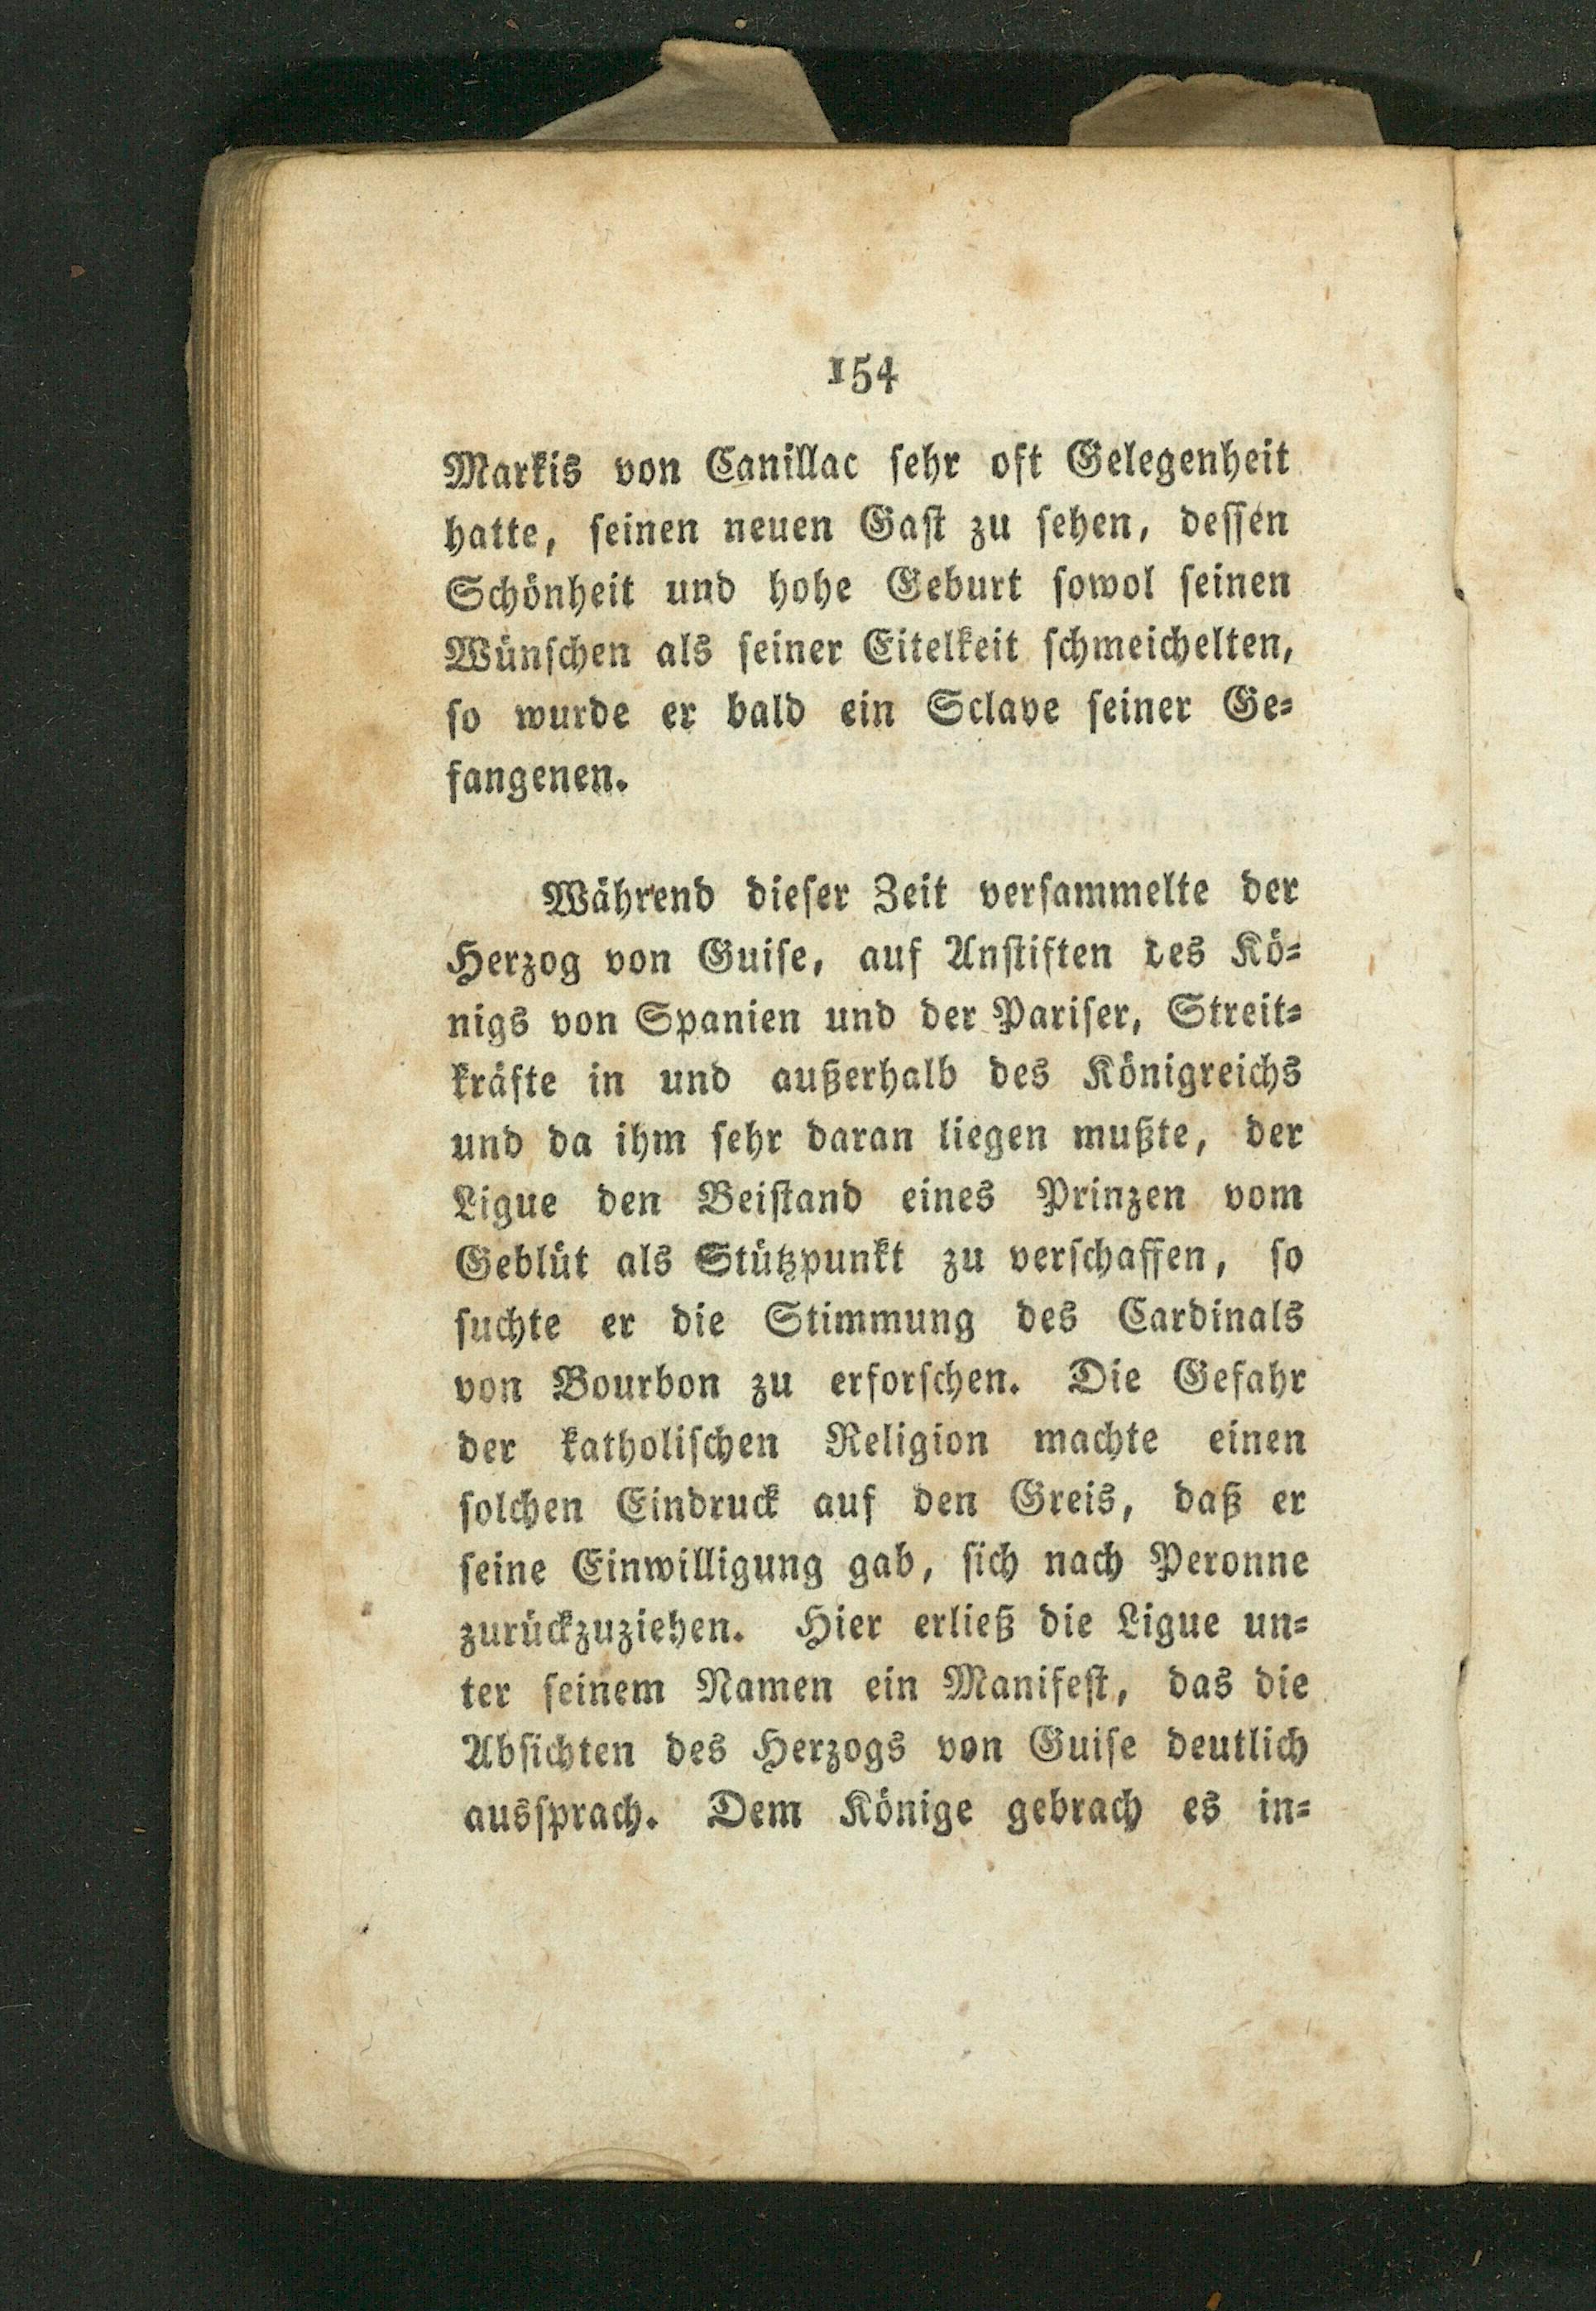 154
Markis von Canillac ſehr oft Gelegenheit
hatte, ſeinen neuen Gaſt zu ſehen, deſſen
Schönheit und hohe Geburt ſowol ſeinen
Wünſchen als ſeiner Eitelkeit ſchmeichelten,
ſo wurde er bald ein Sclave ſeiner Ge⸗
fangenen.
Während dieſer Zeit verſammelte der
Herzog von Guiſe, auf Anſtiften des Kö⸗
nigs von Spanien und der Pariſer, Streit⸗
kräfte in und außerhalb des Königreichs
und da ihm ſehr daran liegen mußte, der
Ligue den Beiſtand eines Prinzen vom
Geblüt als Stützpunkt zu verſchaffen, ſo
ſuchte er die Stimmung des Cardinals
von Bourbon zu erforſchen. Die Gefahr
der katholiſchen Religion machte einen
ſolchen Eindruck auf den Greis, daß er
ſeine Einwilligung gab, ſich nach Peronne
zurückzuziehen. Hier erließ die Ligue un⸗
ter ſeinem Namen ein Manifeſt, das die
Abſichten des Herzogs von Guiſe deutlich
ausſprach. Dem Könige gebrach es in⸗